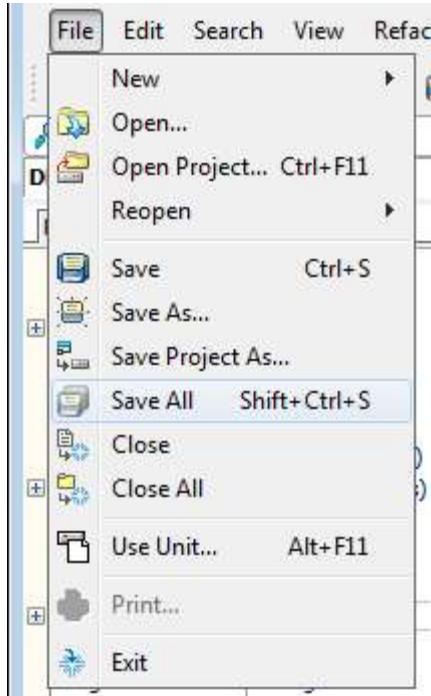 File Edit Search View Refac
New
Open...
Open Project... Ctrl+F11
Reopen
Save Ctrl+S
Save As...
Save Project As...
Save All Shift+Ctrl+S
Close
Close All
Use Unit... Alt+F11
Print...
Exit